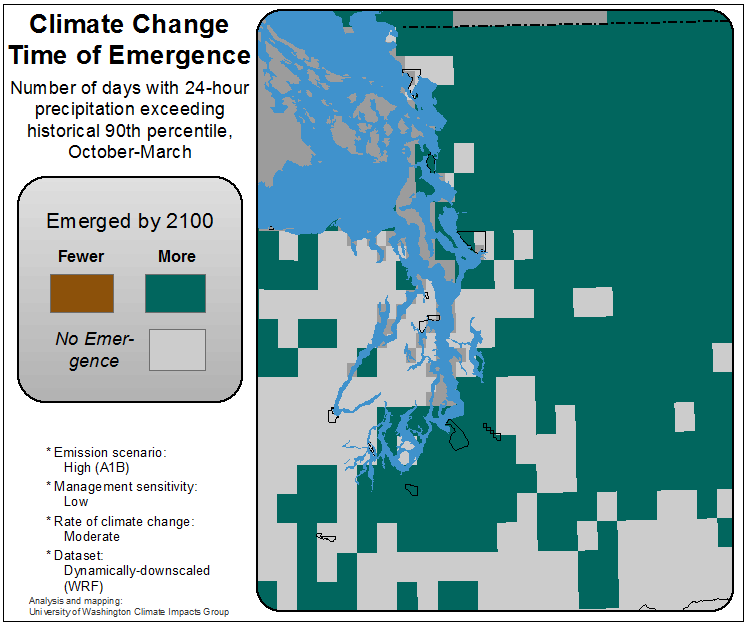 Climate Change
Time of Emergence
Number of days with 24-hour
precipitation exceeding
historical 90th percentile,
October-March
Emerged by 2100
Fewer
More
No Emer-
gence
* Emission scenario:
High (A1B)
* Management sensitivity:
Low
* Rate of climate change:
Moderate
* Dataset:
Dynamically-downscaled
(WRF)
Analysis and mapping:
University of Washington Climate Impacts Group